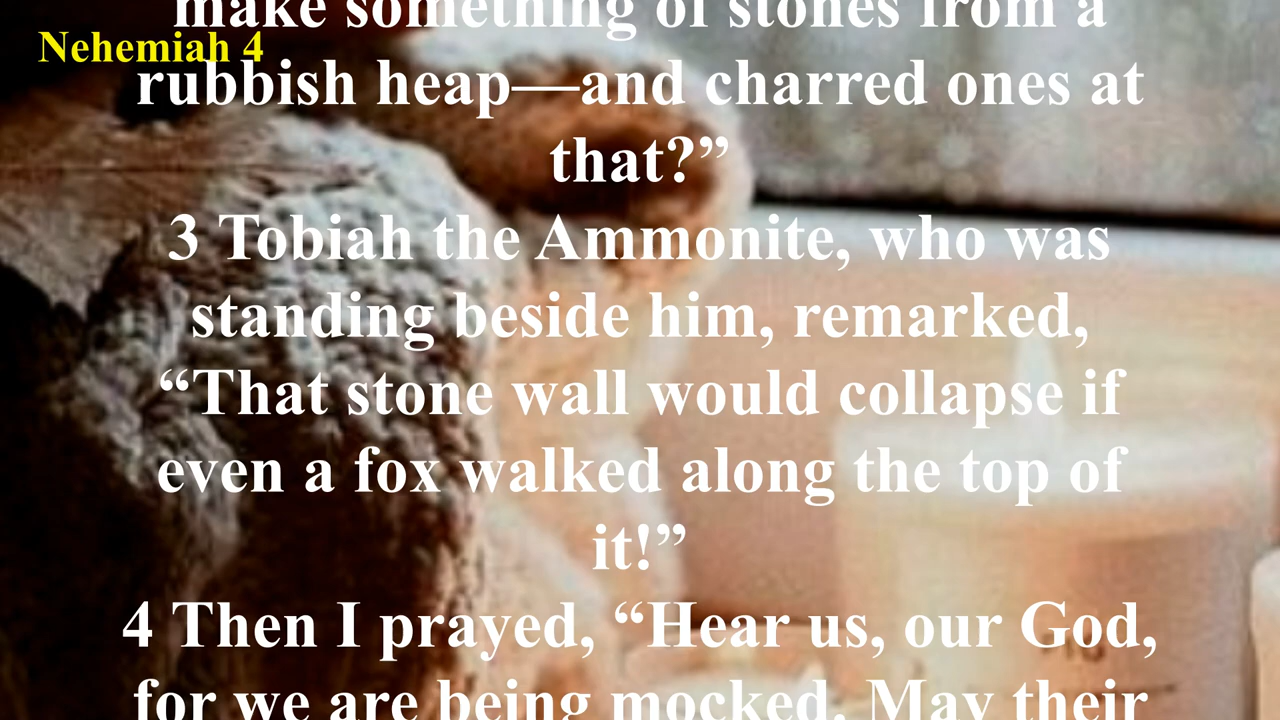 make something of stones from a
Nehemiah 4
rubbish heap—and charred ones at
that?”
3 Tobiah the Ammonite, who was
standing beside him, remarked,
“That stone wall would collapse if
even a fox walked along the top of
it!”
4 Then I prayed, “Hear us, our God,
for we are being mocked. May their